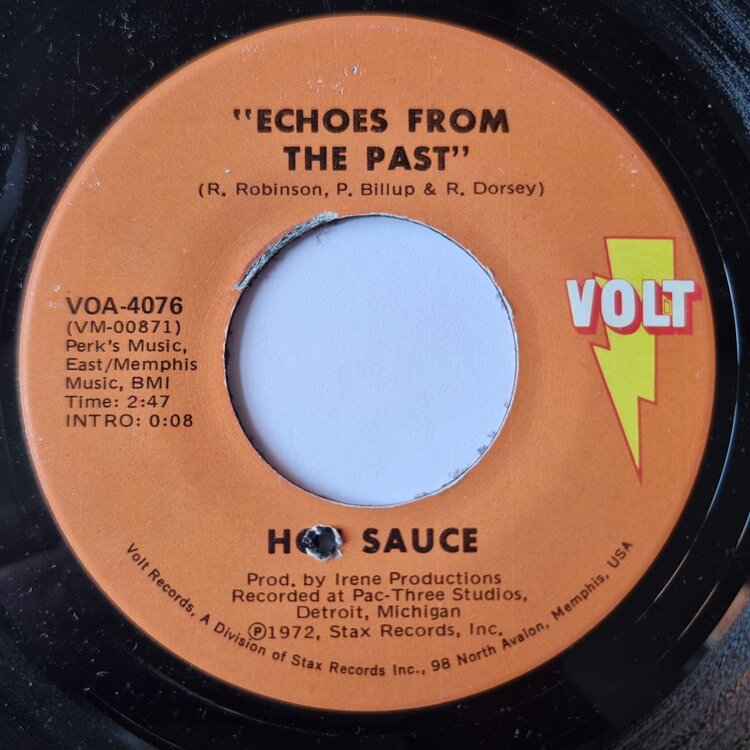 "ECHOES FROM
THE PAST"
(R. Robinson, P. Billup & R. Dorsey)
VOA-4076
(VM-00871)
Perk's Music,
East/Memphis
Music, BMI
Time: 2:47
INTRO: 0:08
VOLT
SAUCE
Prod. by Irene Productions
Recorded at Pac-Three Studios,
Detroit, Michigan
Ⓟ1972, Stax Records, Inc.
Volt Records, A Division of Stax Records Inc., 98 North Avalon, Memphis, USA